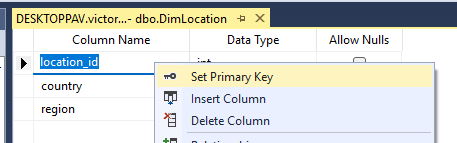 DESKTOPPAV.victor...- dbo.DimLocation
Column Name Data Type Allow Nulls
location_id
Set Primary Key
country
Insert Column
region
Delete Column